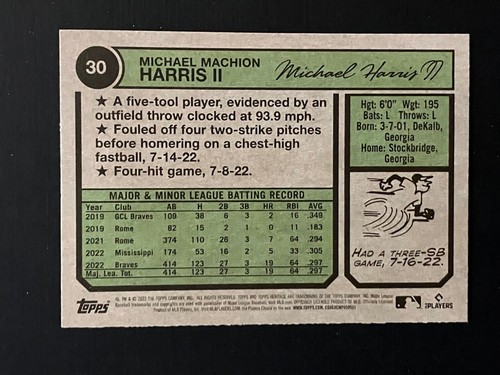 30
MICHAEL MACHION
HARRIS II
Michael Harris II
★ A five-tool player, evidenced by an
outfield throw clocked at 93.9 mph.
★ Fouled off four two-strike pitches
before homering on a chest-high
fastball, 7-14-22.
★ Four-hit game, 7-8-22.
Hgt: 6'0" Wgt: 195
Bats: L Throws: L
Born: 3-7-01, DeKalb,
Georgia
Home: Stockbridge,
Georgia
MAJOR & MINOR LEAGUE BATTING RECORD
Year Club AB H 2B 3B HR RBI AVG
2019 GCL Braves 109 38 6 3 2 16 .349
2019 Rome 82 15 2 1 0 11 .183
2021 Rome 374 110 26 3 7 64 .294
2022 Mississippi 174 53 16 2 5 33 .305
2022 Braves 414 123 27 3 19 64 .297
Maj. Lea. Tot. 414 123 27 3 19 64 .297
HAD A THREE-SB
GAME, 7-16-22.
Topps
PLAYERS